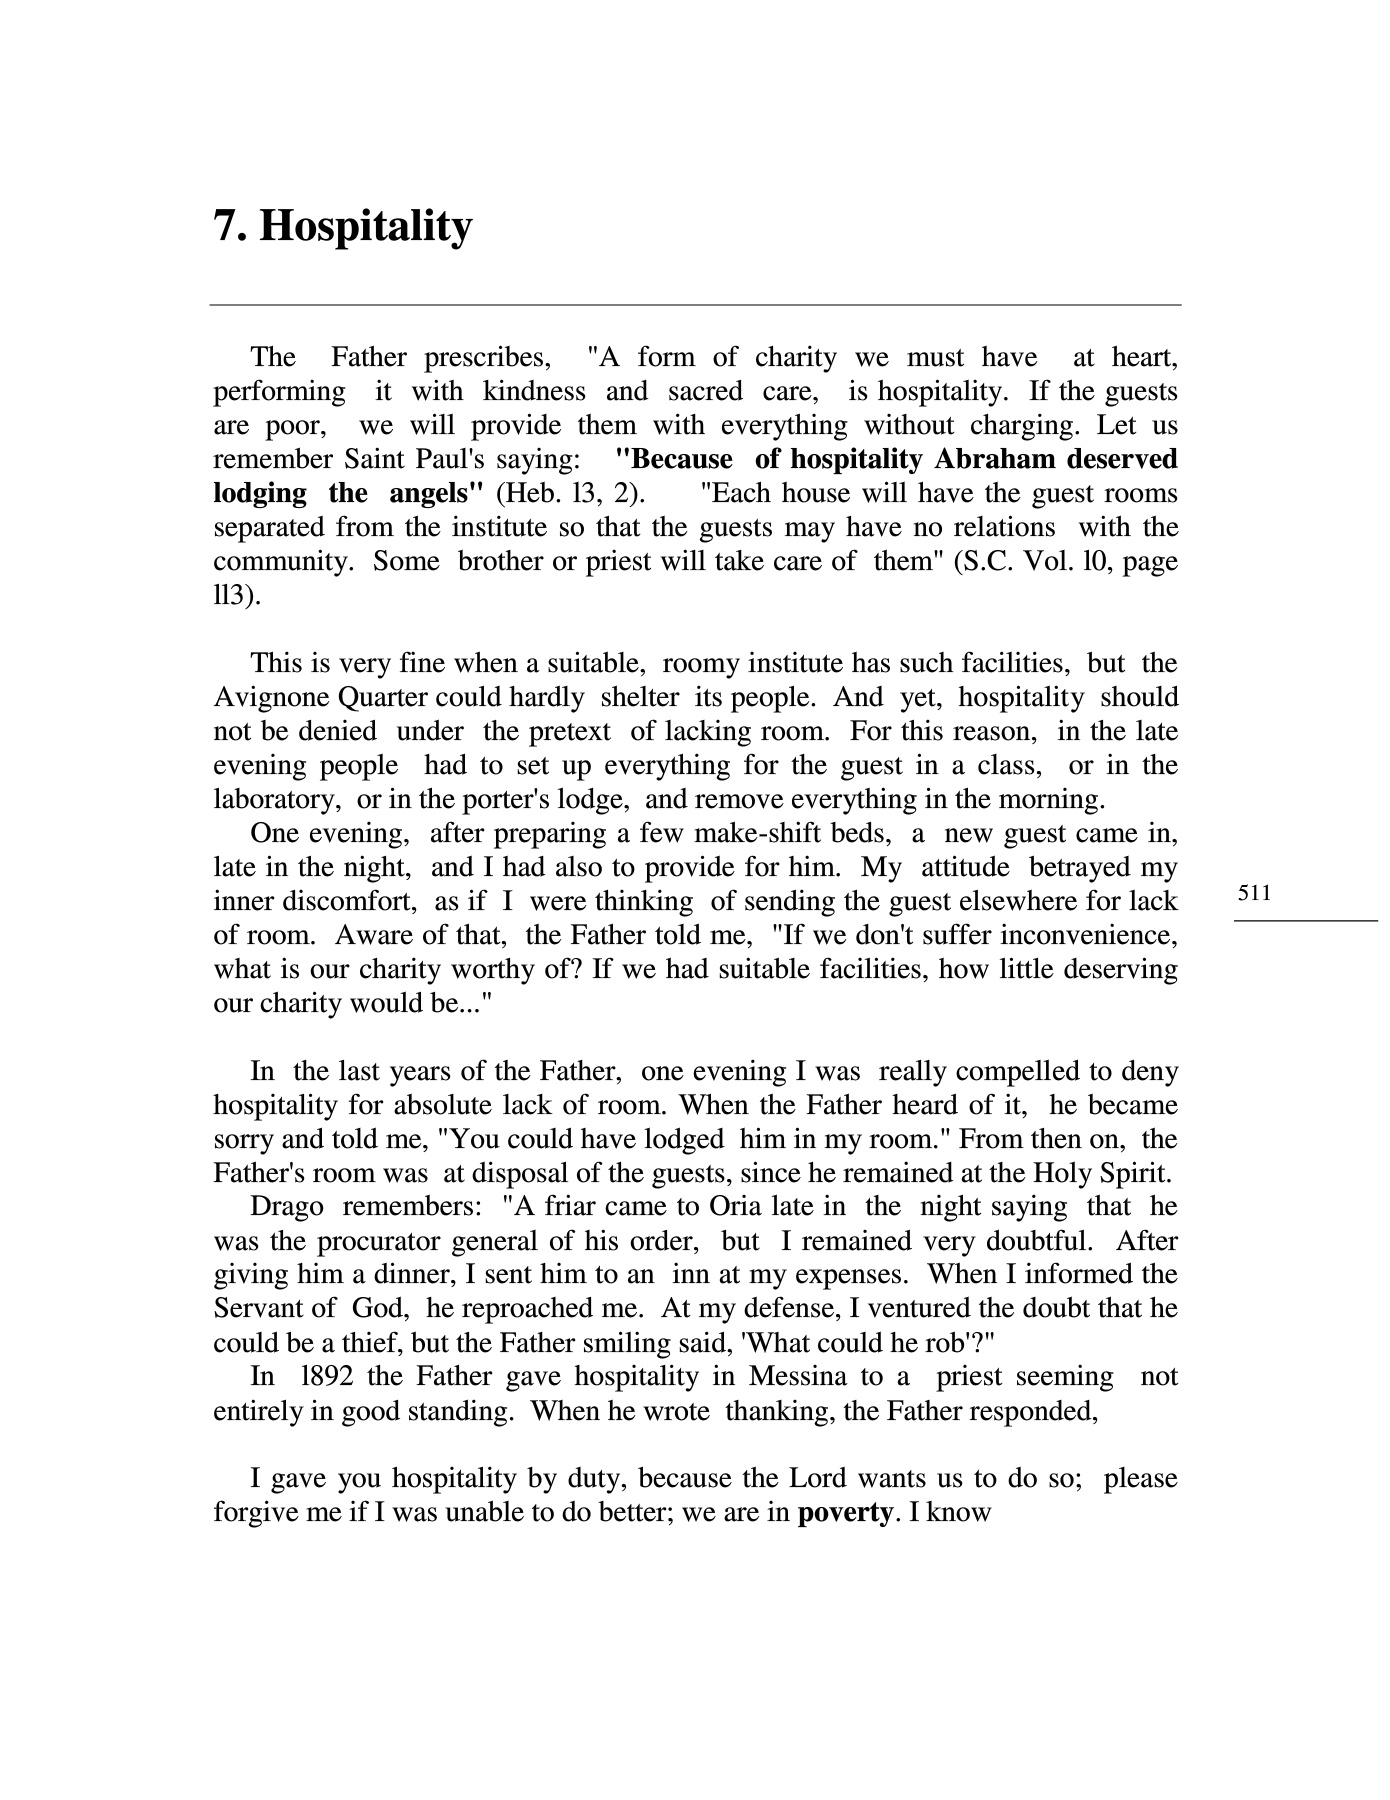 7. Hospitality
The Father prescribes, "A form of charity we must have at heart,
performing it with kindness and sacred care, is hospitality. If the guests
are poor, we will provide them with everything without charging. Let us
remember Saint Paul's saying: "Because of hospitality Abraham deserved
lodging the angels" (Heb. l3, 2). "Each house will have the guest rooms
separated from the institute so that the guests may have no relations with the
community. Some brother or priest will take care of them" (S.C. Vol. l0, page
ll3).
This is very fine when a suitable, roomy institute has such facilities, but the
Avignone Quarter could hardly shelter its people. And yet, hospitality should
not be denied under the pretext of lacking room. For this reason, in the late
evening people had to set up everything for the guest in a class, or in the
laboratory, or in the porter's lodge, and remove everything in the morning.
One evening, after preparing a few make-shift beds, a new guest came in,
late in the night, and I had also to provide for him. My attitude betrayed my
inner discomfort, as if I were thinking of sending the guest elsewhere for lack
of room. Aware of that, the Father told me, "If we don't suffer inconvenience,
what is our charity worthy of? If we had suitable facilities, how little deserving
our charity would be..."
511
In the last years of the Father, one evening I was really compelled to deny
hospitality for absolute lack of room. When the Father heard of it, he became
sorry and told me, "You could have lodged him in my room." From then on, the
Father's room was at disposal of the guests, since he remained at the Holy Spirit.
Drago remembers: "A friar came to Oria late in the night saying that he
was the procurator general of his order, but I remained very doubtful. After
giving him a dinner, I sent him to an inn at my expenses. When I informed the
Servant of God, he reproached me. At my defense, I ventured the doubt that he
could be a thief, but the Father smiling said, 'What could he rob'?"
In 1892 the Father gave hospitality in Messina to a priest seeming not
entirely in good standing. When he wrote thanking, the Father responded,
I gave you hospitality by duty, because the Lord wants us to do so; please
forgive me if I was unable to do better; we are in poverty. I know